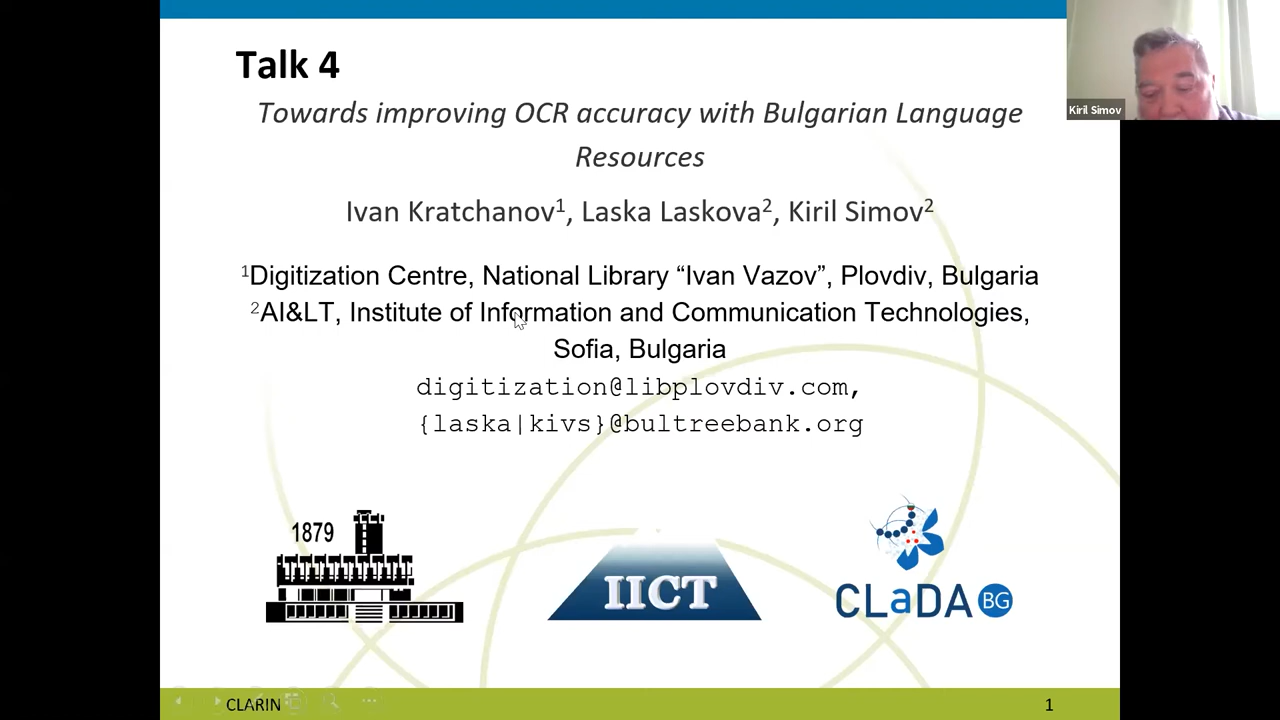 Talk 4
Towards improving OCR accuracy with Bulgarian Language
Resources
Ivan Kratchanov1, Laska Laskova2, Kiril Simov2
1Digitization Centre, National Library “Ivan Vazov”, Plovdiv, Bulgaria
2AI&LT, Institute of Information and Communication Technologies,
Sofia, Bulgaria
digitization@libplovdiv.com,
{laska|kivs}@bultreebank.org
1879
IICT
CLaDA BG
CLARIN
1
Kiril Simov